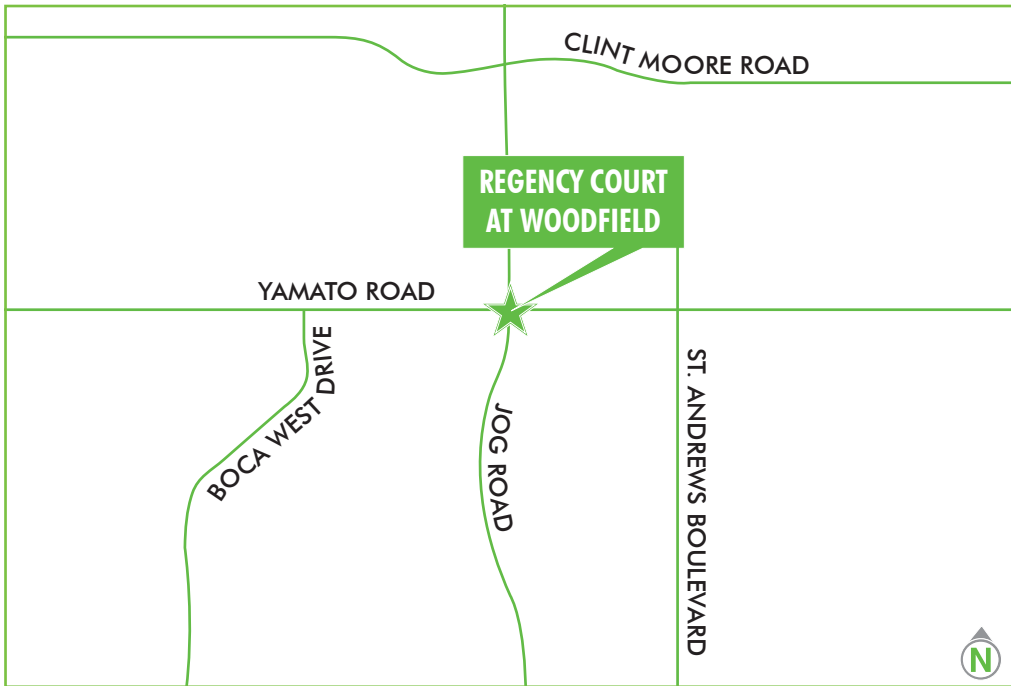 CLINT MOORE ROAD
REGENCY COURT
AT WOODFIELD
YAMATO ROAD
BOCA WEST DRIVE
JOG ROAD
ST. ANDREWS BOULEVARD
N